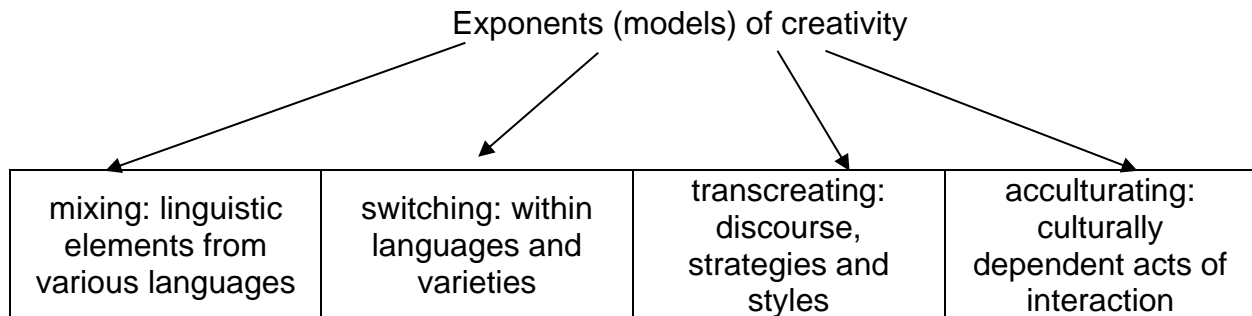 Exponents (models) of creativity
mixing: linguistic
elements from
various languages
switching: within
languages and
varieties
transcreating:
discourse,
strategies and
styles
acculturating:
culturally
dependent acts of
interaction